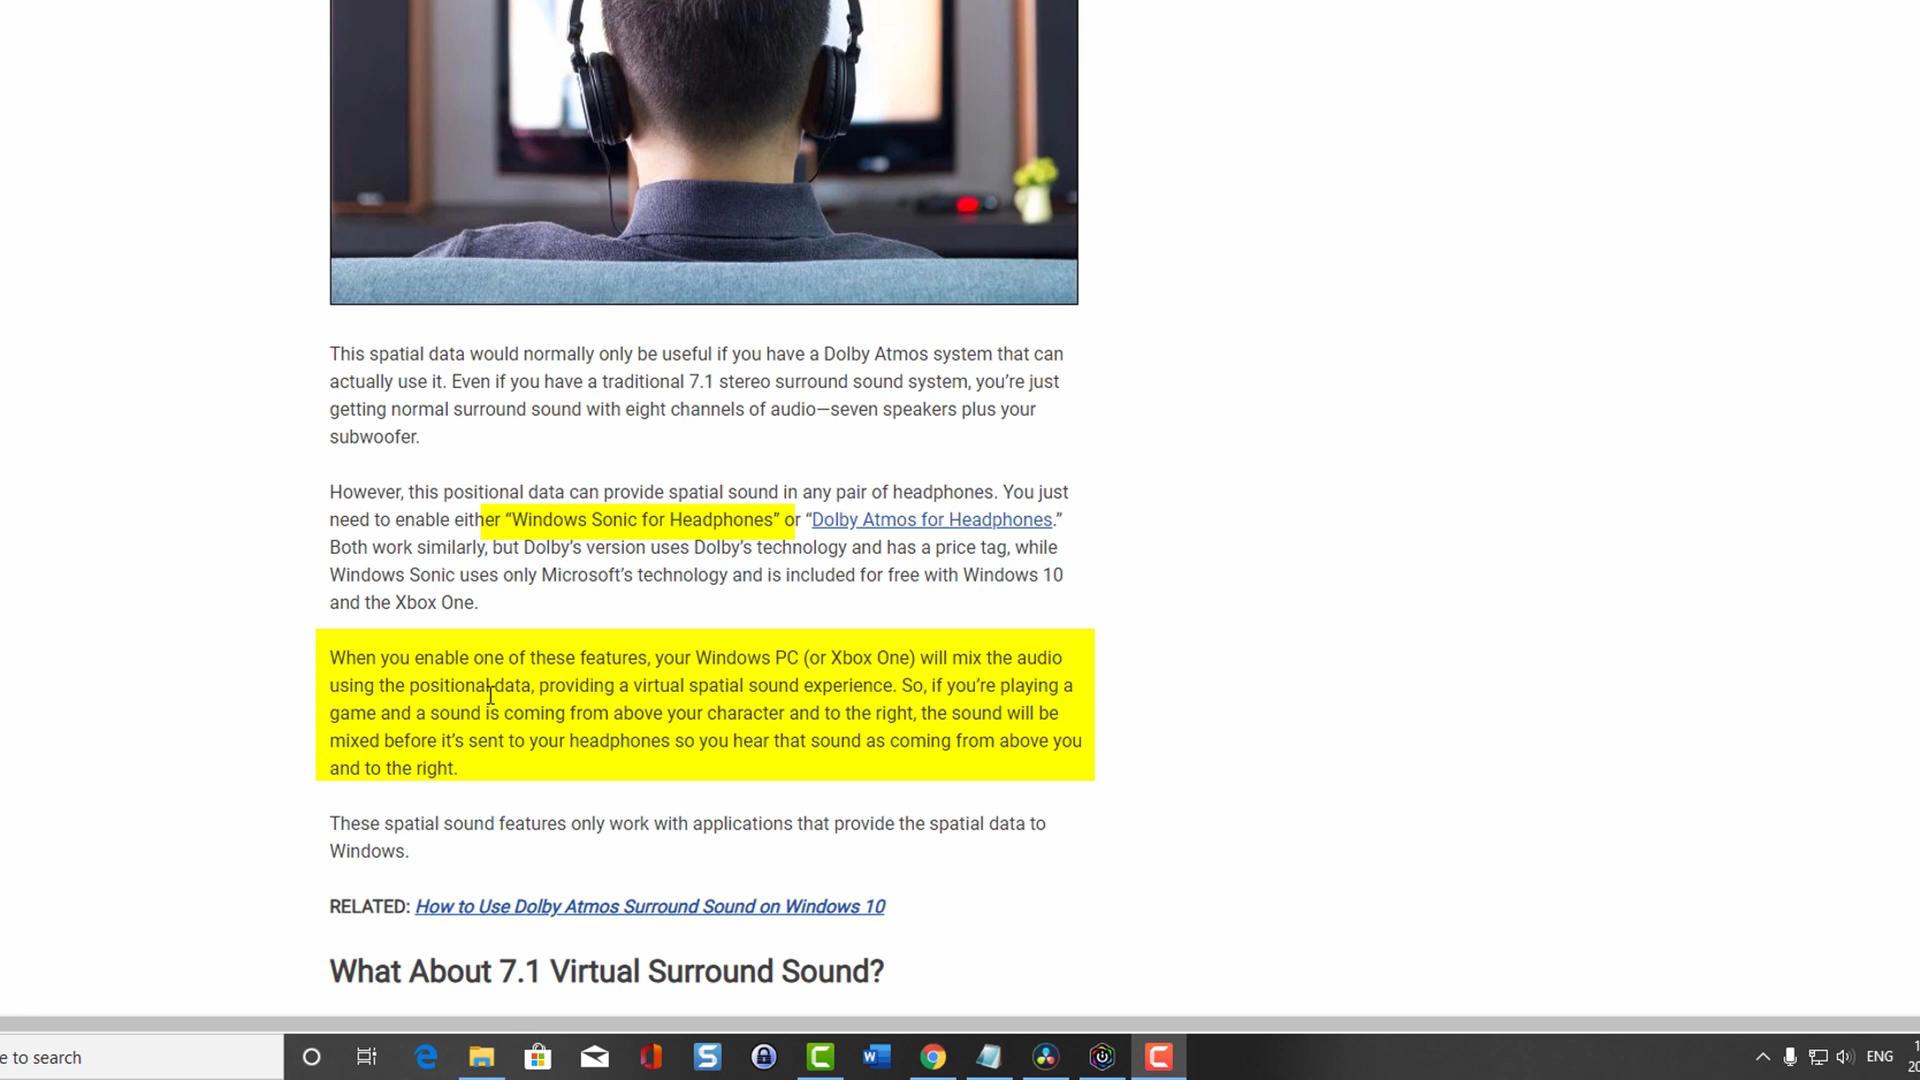 This spatial data would normally only be useful if you have a Dolby Atmos system that can
actually use it. Even if you have a traditional 7.1 stereo surround sound system, you’re just
getting normal surround sound with eight channels of audio—seven speakers plus your
subwoofer.
However, this positional data can provide spatial sound in any pair of headphones. You just
need to enable either “Windows Sonic for Headphones” or “Dolby Atmos for Headphones.”
Both work similarly, but Dolby’s version uses Dolby’s technology and has a price tag, while
Windows Sonic uses only Microsoft’s technology and is included for free with Windows 10
and the Xbox One.
When you enable one of these features, your Windows PC (or Xbox One) will mix the audio
using the positional data, providing a virtual spatial sound experience. So, if you’re playing a
game and a sound is coming from above your character and to the right, the sound will be
mixed before it’s sent to your headphones so you hear that sound as coming from above you
and to the right.
These spatial sound features only work with applications that provide the spatial data to
Windows.
RELATED: How to Use Dolby Atmos Surround Sound on Windows 10
What About 7.1 Virtual Surround Sound?
e to search
ENG